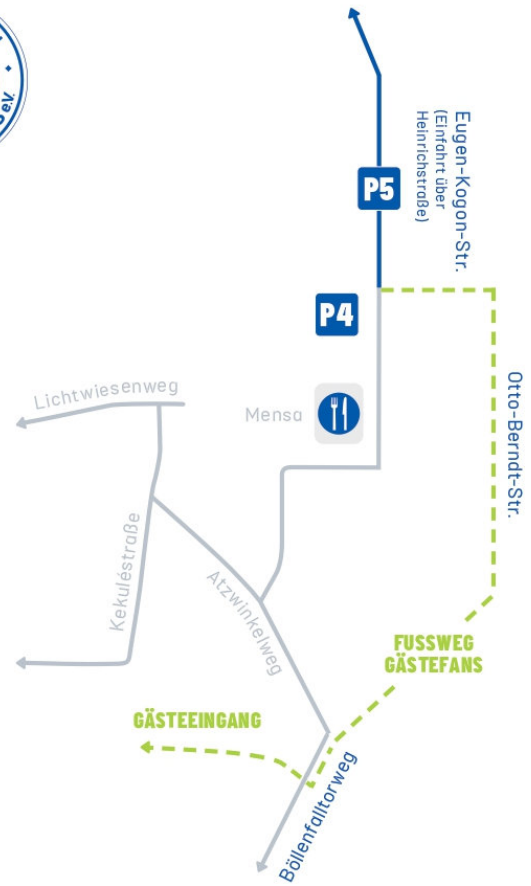 e.V.
Eugen-Kogon-Str.
(Einfahrt über
Heinrichstraße)
P5
P4
Otto-Berndt-Str.
Lichtwiesenweg
Mensa
Kekuléstraße
Atzwinkelweg
FUSSWEG
GÄSTEFANS
GÄSTEEINGANG
Böllenfalltorweg